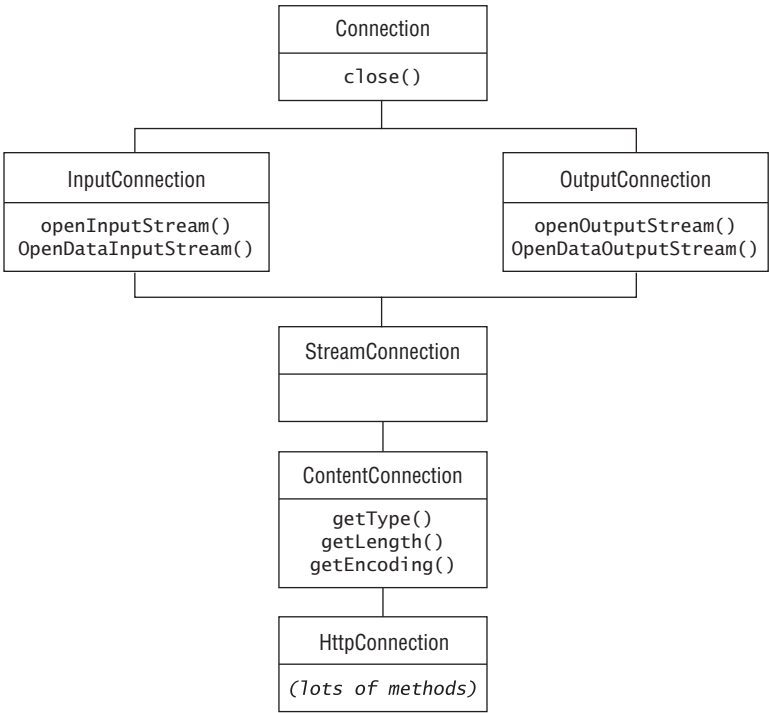 Connection
close()
InputConnection
openInputStream()
OpenDataInputStream()
OutputConnection
openOutputStream()
OpenDataOutputStream()
StreamConnection
ContentConnection
getType()
getLength()
getEncoding()
HttpConnection
(lots of methods)